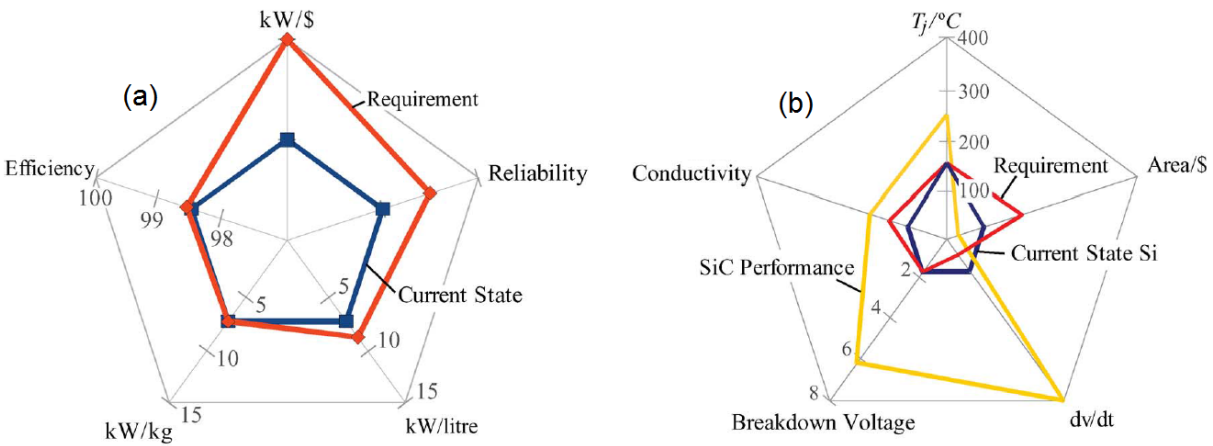 kW/$
(a)
Requirement
Efficiency
100
99
98
Reliability
5
5
Current State
10
10
15
15
kW/kg
kW/litre
Tj/ºC
400
(b)
300
200
Conductivity
Requirement
Area/$
100
SiC Performance
2
Current State Si
4
6
8
Breakdown Voltage
dv/dt